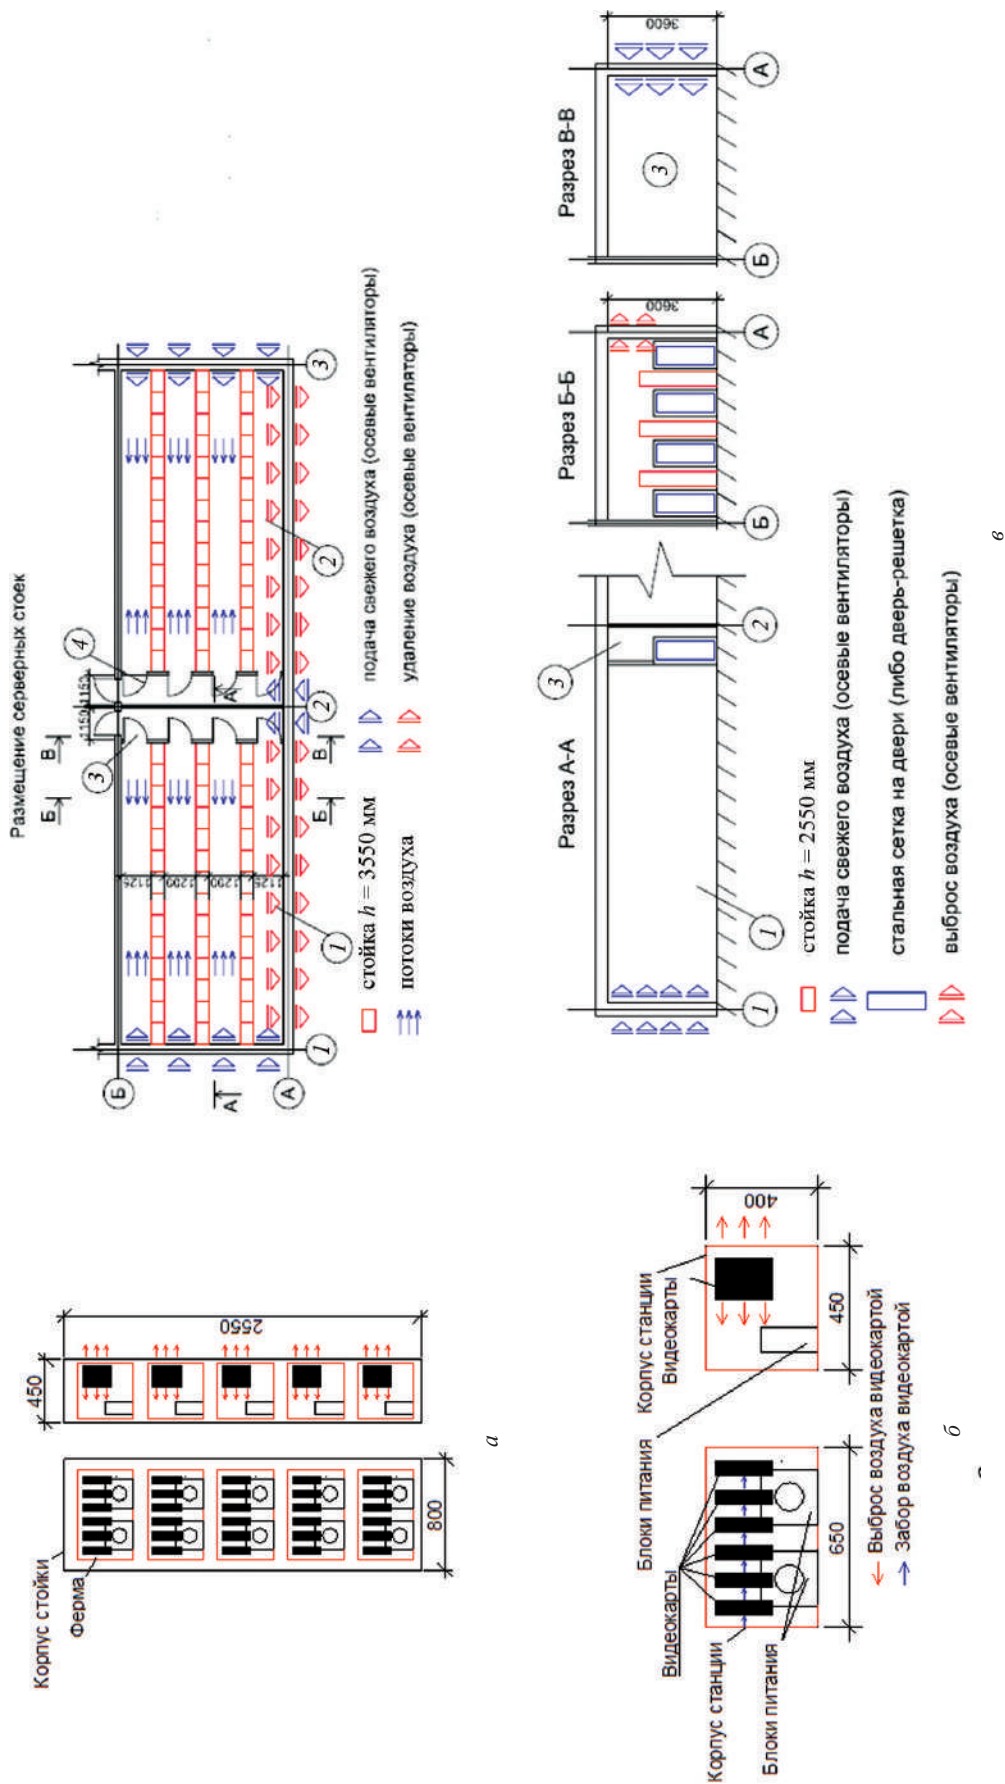 Корпус стойки
Ферма
450
2550
800
а
Корпус станции
Видеокарты
Блоки питания
Видеокарты
Корпус станции
Блоки питания
650
450
400
Выброс воздуха видеокартой
Забор воздуха видеокартой
б
Размещение серверных стоек
Б
Б
В
В
А
А
1150
1150
1125
1200
1200
1125
Б
А
1
2
3
1
2
3
4
стойка h = 3550 мм
потоки воздуха
подача свежего воздуха (осевые вентиляторы)
удаление воздуха (осевые вентиляторы)
Разрез А-А
1
3
1
2
Разрез Б-Б
3600
Б
А
Разрез В-В
3600
3
Б
А
стойка h = 2550 мм
подача свежего воздуха (осевые вентиляторы)
стальная сетка на двери (либо дверь-решетка)
выброс воздуха (осевые вентиляторы)
в